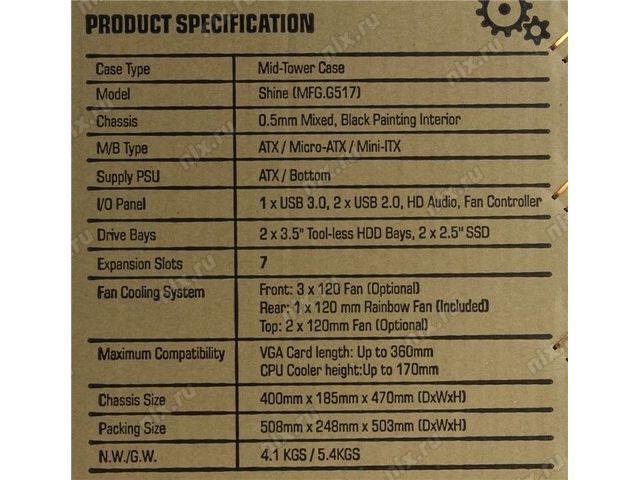 PRODUCT SPECIFICATION
Case Type Mid-Tower Case
Model Shine (MFG.G517)
Chassis 0.5mm Mixed, Black Painting Interior
M/B Type ATX / Micro-ATX / Mini-ITX
Supply PSU ATX / Bottom
I/O Panel 1 x USB 3.0, 2 x USB 2.0, HD Audio, Fan Controller
Drive Bays 2 x 3.5" Tool-less HDD Bays, 2 x 2.5" SSD
Expansion Slots 7
Fan Cooling System Front: 3 x 120 Fan (Optional)
Rear: 1 x 120 mm Rainbow Fan (Included)
Top: 2 x 120mm Fan (Optional)
Maximum Compatibility VGA Card length: Up to 360mm
CPU Cooler height:Up to 170mm
Chassis Size 400mm x 185mm x 470mm (DxWxH)
Packing Size 508mm x 248mm x 503mm (DxWxH)
N.W./G.W. 4.1 KGS / 5.4KGS
nix.ru